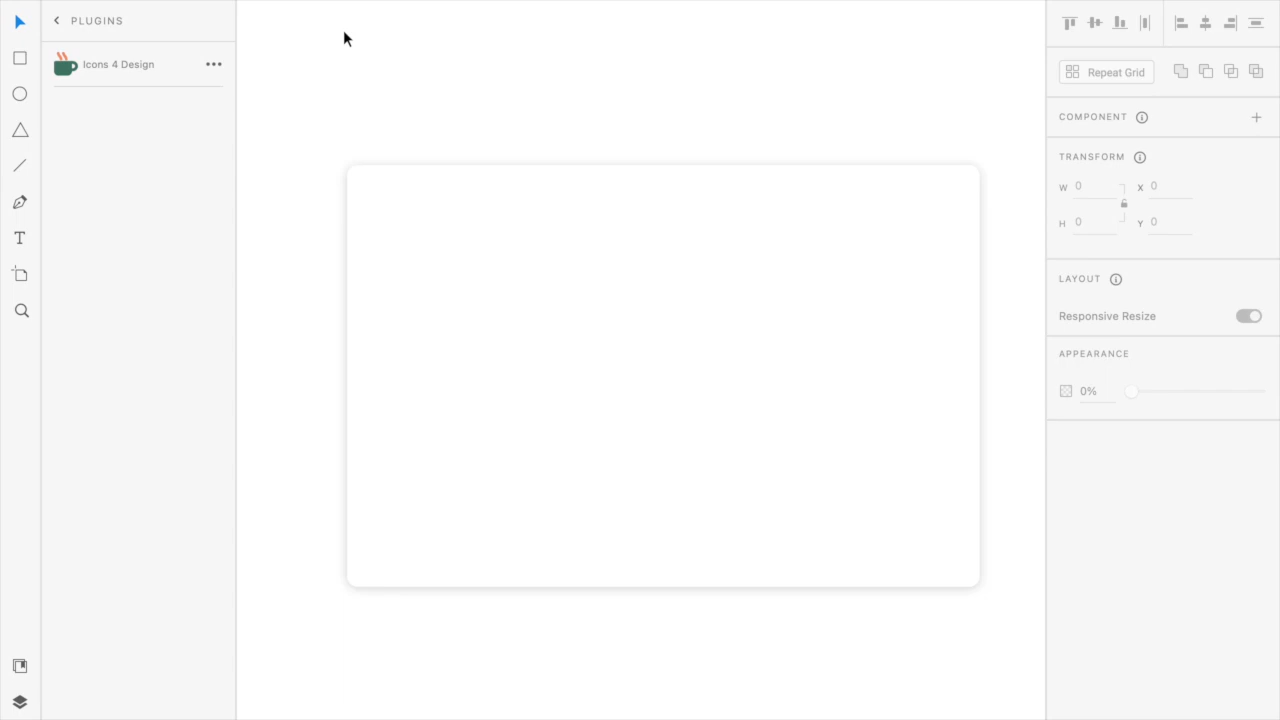 PLUGINS
Icons 4 Design
Repeat Grid
COMPONENT
TRANSFORM
W 0 X 0
H 0 Y 0
LAYOUT
Responsive Resize
APPEARANCE
0%